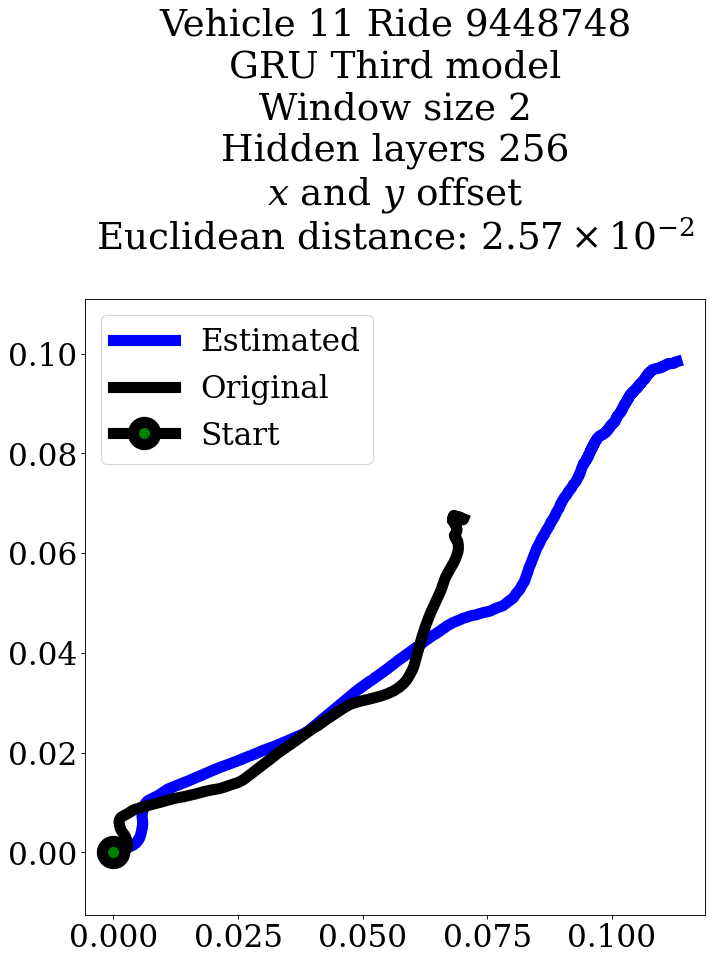 Vehicle 11 Ride 9448748
GRU Third model
Window size 2
Hidden layers 256
x and y offset
Euclidean distance: 2.57 × 10⁻²
Estimated
Original
Start
0.10
0.08
0.06
0.04
0.02
0.00
0.000 0.025 0.050 0.075 0.100